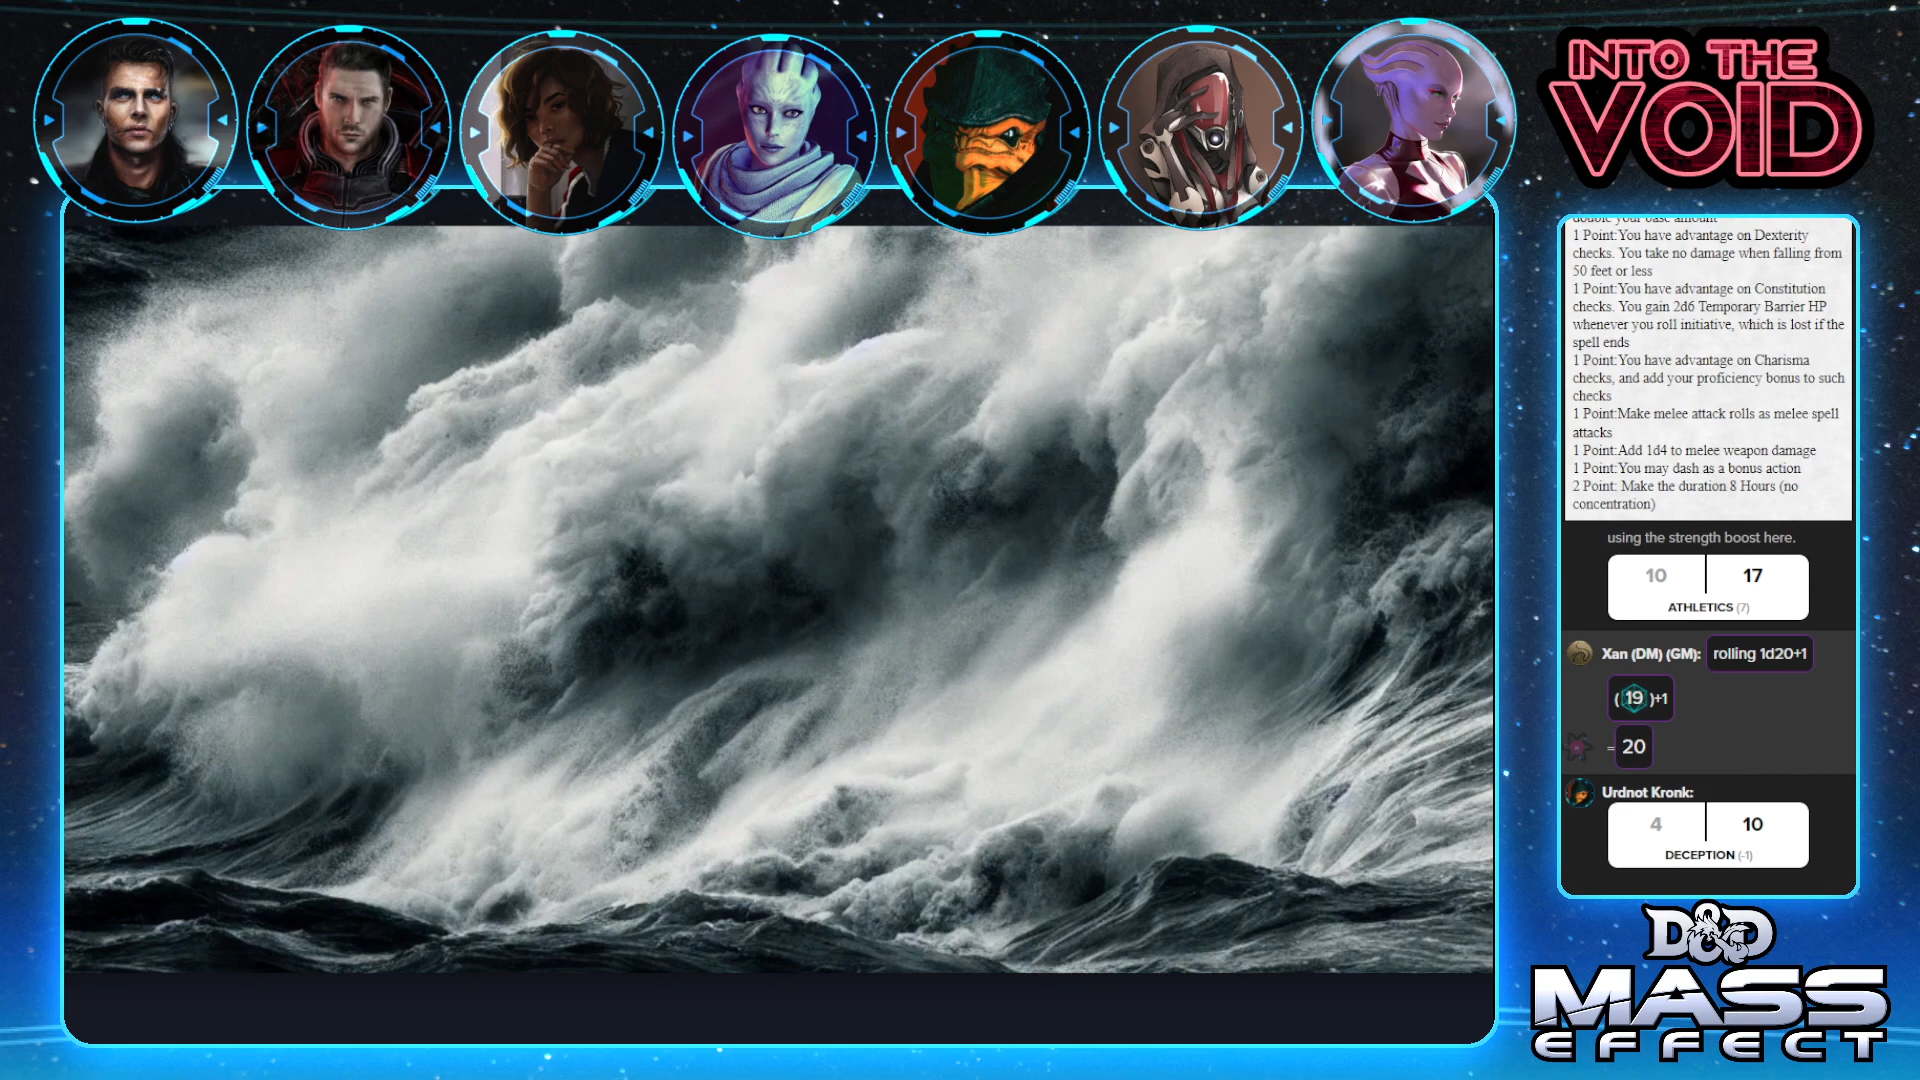 INTO THE
VOID
double your base amount
1 Point:You have advantage on Dexterity
checks. You take no damage when falling from
50 feet or less
1 Point:You have advantage on Constitution
checks. You gain 2d6 Temporary Barrier HP
whenever you roll initiative, which is lost if the
spell ends
1 Point:You have advantage on Charisma
checks, and add your proficiency bonus to such
checks
1 Point:Make melee attack rolls as melee spell
attacks
1 Point:Add 1d4 to melee weapon damage
1 Point:You may dash as a bonus action
2 Point: Make the duration 8 Hours (no
concentration)
using the strength boost here.
10 17
ATHLETICS (7)
Xan (DM) (GM): rolling 1d20+1
(19)+1
=20
Urdnot Kronk:
4 10
DECEPTION (-1)
D&D
MASS
EFFECT